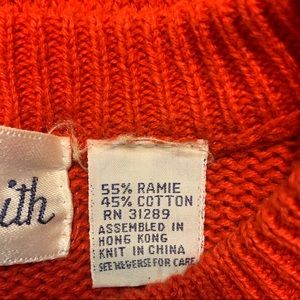 ith
55% RAMIE
45% COTTON
RN 31289
ASSEMBLED IN
HONG KONG
KNIT IN CHINA
SEE REVERSE FOR CARE